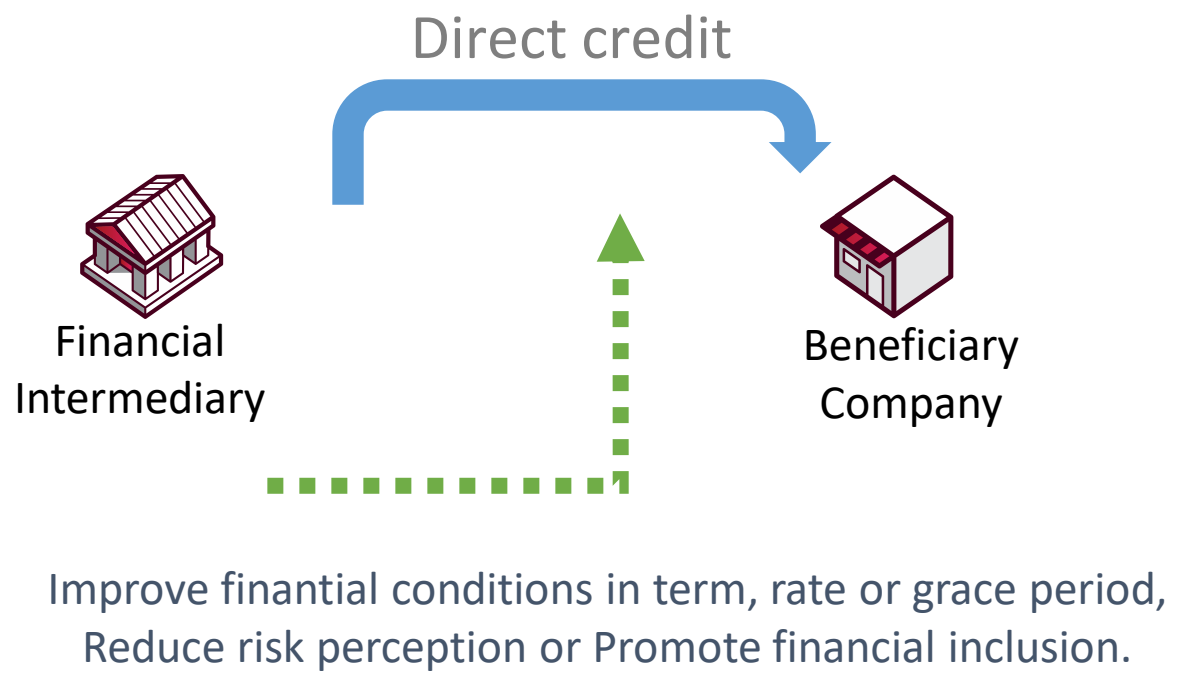 Direct credit
Financial
Intermediary
Beneficiary
Company
Improve finantial conditions in term, rate or grace period,
Reduce risk perception or Promote financial inclusion.